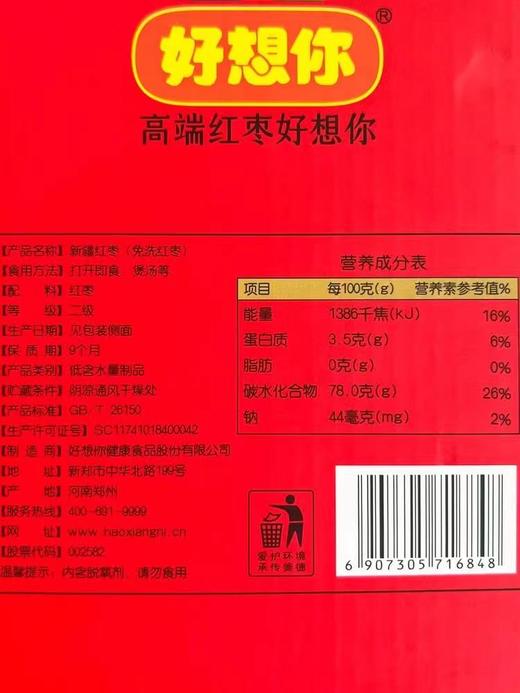 好想你®
高端红枣好想你
【产品名称】新疆红枣（免洗红枣）
【食用方法】打开即食 煲汤等
【配 料】红枣
【等 级】二级
【生产日期】见包装侧面
【保 质 期】9个月
【产品类别】低含水量制品
【贮藏条件】阴凉通风干燥处
【产品标准】GB/T 26150
【生产许可证号】SC11741018400042
【制 造 商】好想你健康食品股份有限公司
【地 址】新郑市中华北路199号
【产 地】河南郑州
【服务热线】400-691-9999
【网 址】www.haoxiangni.cn
【股票代码】002582
温馨提示：内含脱氧剂，请勿食用
营养成分表
项目 每100克(g) 营养素参考值%
能量 1386千焦(kJ) 16%
蛋白质 3.5克(g) 6%
脂肪 0克(g) 0%
碳水化合物 78.0克(g) 26%
钠 44毫克(mg) 2%
爱护环境
承传美德
6 907305 716848